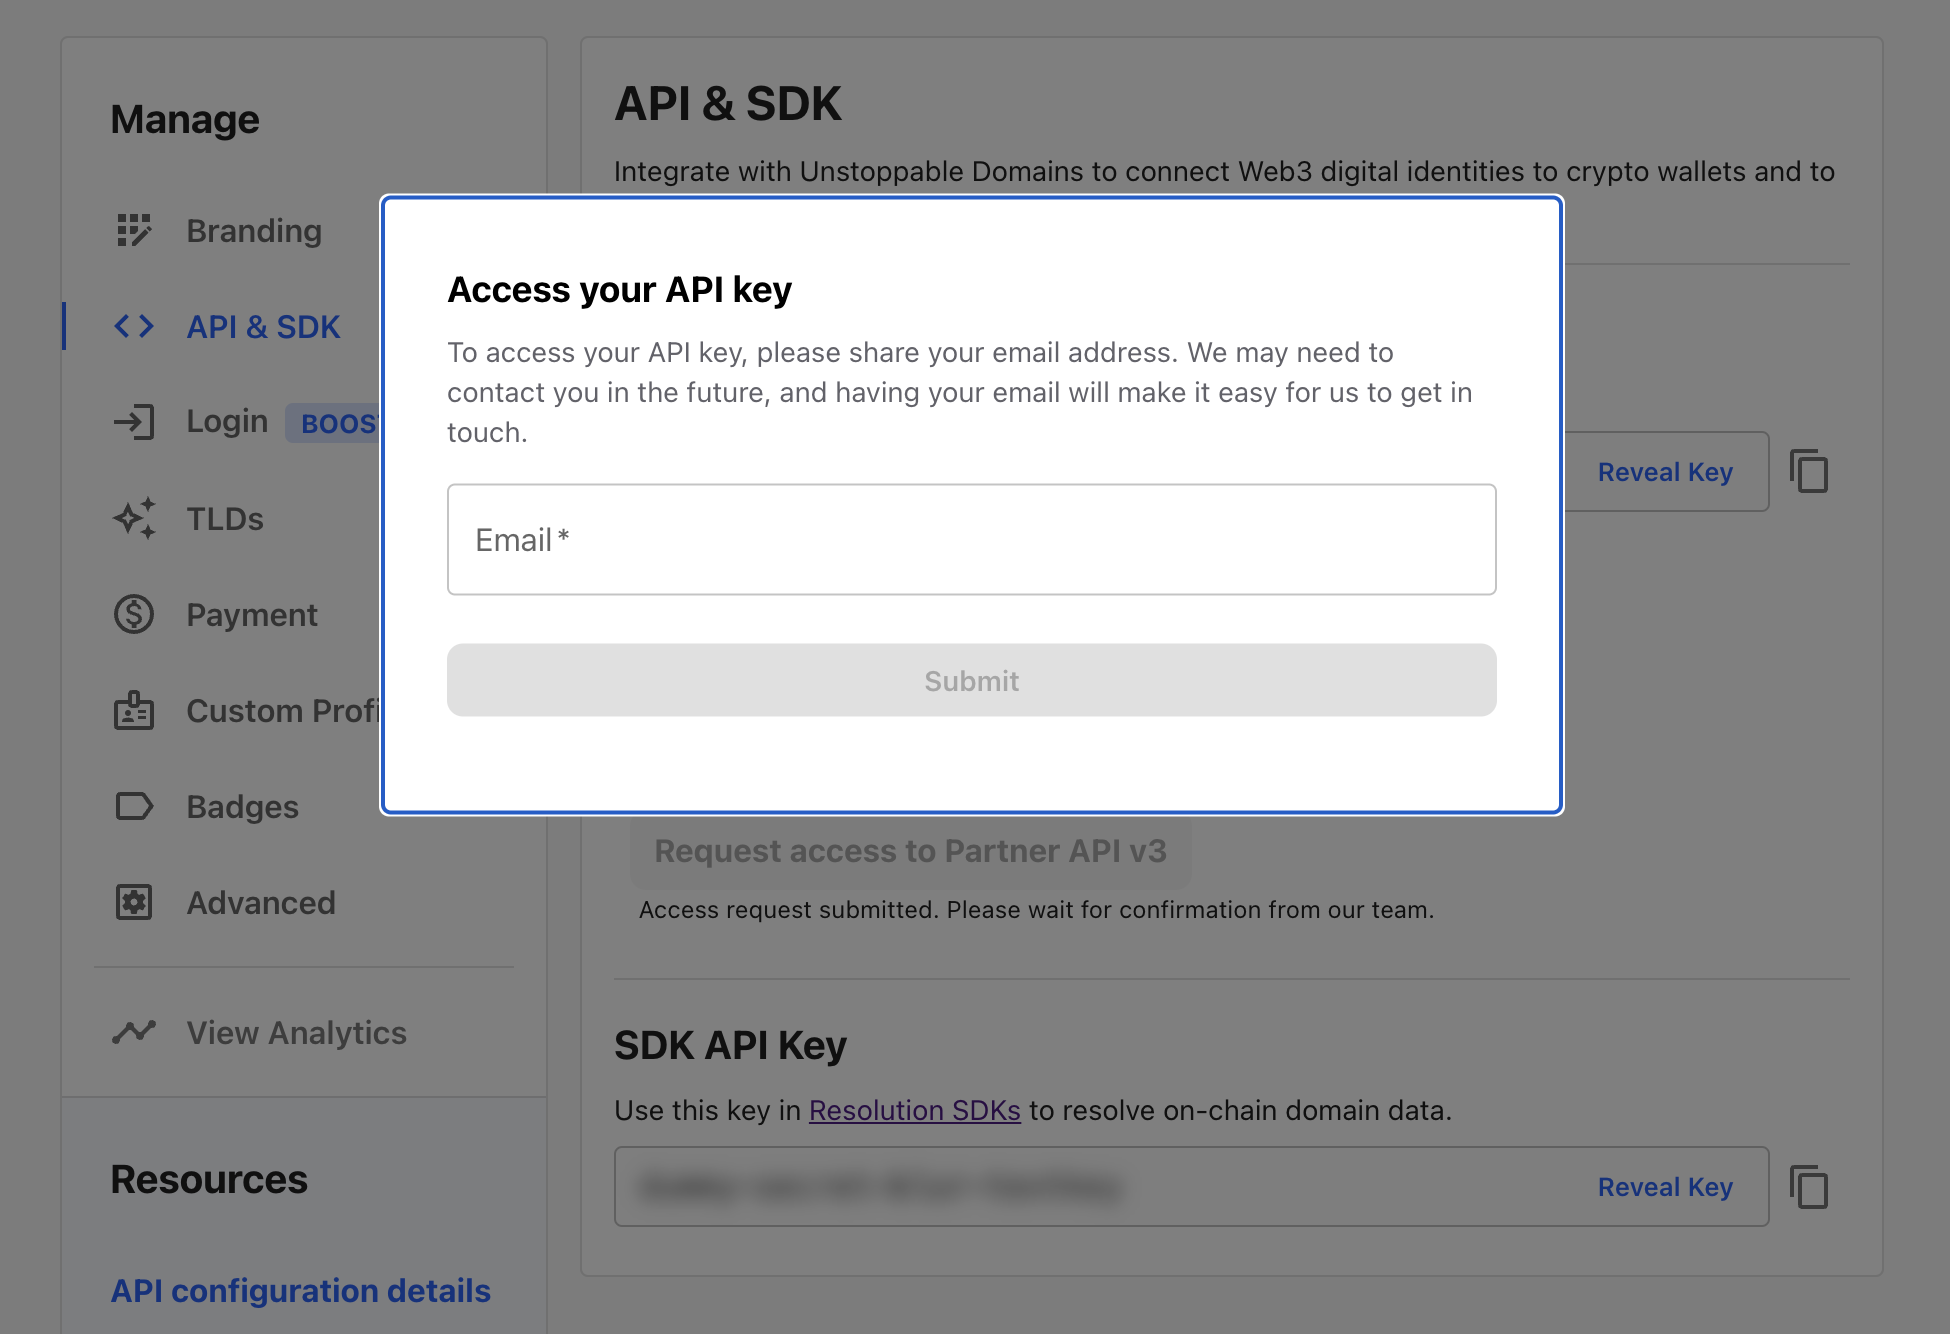 Manage
Branding
API & SDK
Login BOOS
TLDs
Payment
Custom Profi
Badges
Advanced
View Analytics
Resources
API configuration details
API & SDK
Integrate with Unstoppable Domains to connect Web3 digital identities to crypto wallets and to
Access your API key
To access your API key, please share your email address. We may need to
contact you in the future, and having your email will make it easy for us to get in
touch.
Email *
Submit
Reveal Key
Request access to Partner API v3
Access request submitted. Please wait for confirmation from our team.
SDK API Key
Use this key in Resolution SDKs to resolve on-chain domain data.
Reveal Key